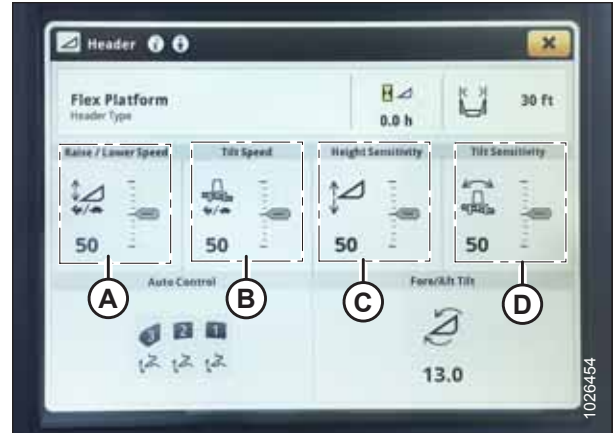 Header
Flex Platform
Header Type
0.0 h
30 ft
Raise / Lower Speed
Tilt Speed
Height Sensitivity
Tilt Sensitivity
50
50
50
50
A
B
C
D
Auto Control
Fore/Aft Tilt
3 2 1
13.0
1026454